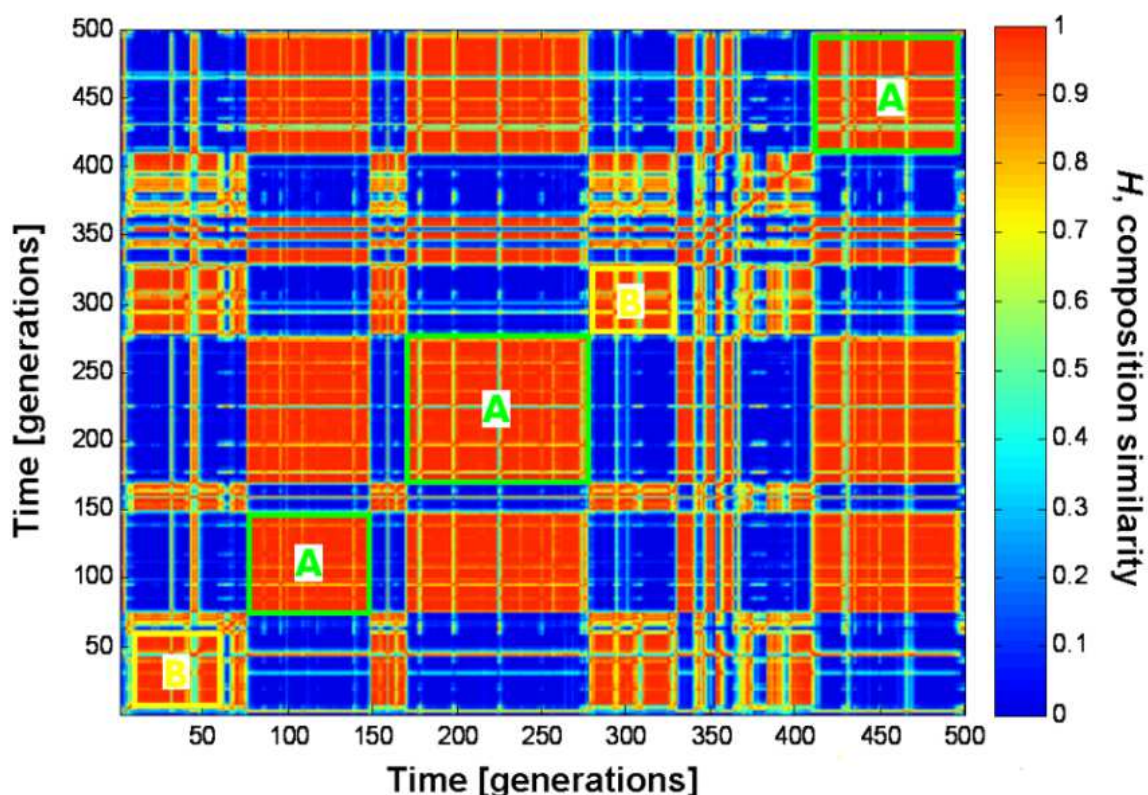 500
450
400
350
300
250
200
150
100
50
Time [generations]
A
B
A
A
B
50 100 150 200 250 300 350 400 450 500
Time [generations]
1
0.9
0.8
0.7
0.6
0.5
0.4
0.3
0.2
0.1
0
H, composition similarity